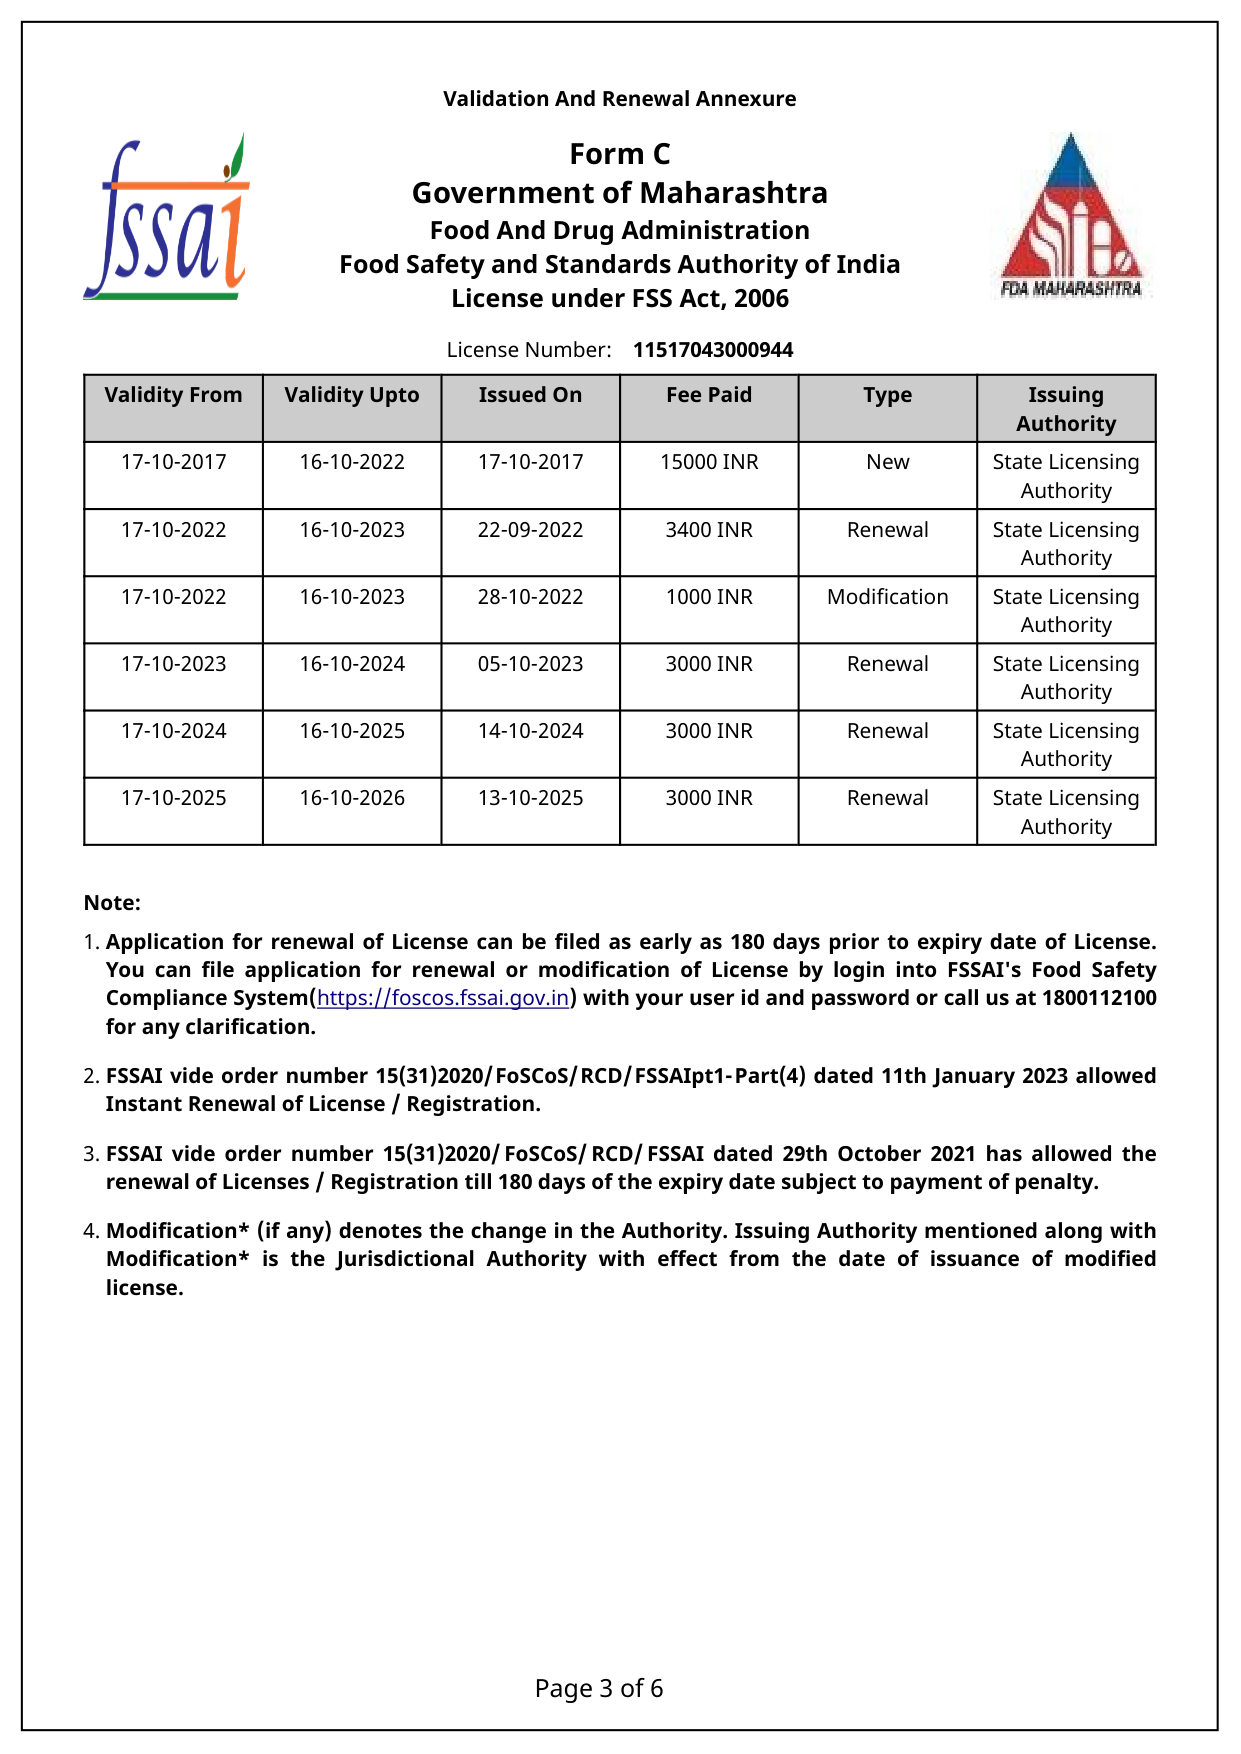 Validation And Renewal Annexure
fssai
Form C
Government of Maharashtra
Food And Drug Administration
Food Safety and Standards Authority of India
License under FSS Act, 2006
FDA MAHARASHTRA
License Number: 11517043000944
Validity From Validity Upto Issued On Fee Paid Type Issuing Authority
17-10-2017 16-10-2022 17-10-2017 15000 INR New State Licensing Authority
17-10-2022 16-10-2023 22-09-2022 3400 INR Renewal State Licensing Authority
17-10-2022 16-10-2023 28-10-2022 1000 INR Modification State Licensing Authority
17-10-2023 16-10-2024 05-10-2023 3000 INR Renewal State Licensing Authority
17-10-2024 16-10-2025 14-10-2024 3000 INR Renewal State Licensing Authority
17-10-2025 16-10-2026 13-10-2025 3000 INR Renewal State Licensing Authority
Note:
1. Application for renewal of License can be filed as early as 180 days prior to expiry date of License.
You can file application for renewal or modification of License by login into FSSAI's Food Safety
Compliance System(https://foscos.fssai.gov.in) with your user id and password or call us at 1800112100
for any clarification.
2. FSSAI vide order number 15(31)2020/FoSCoS/RCD/FSSAIpt1-Part(4) dated 11th January 2023 allowed
Instant Renewal of License / Registration.
3. FSSAI vide order number 15(31)2020/FoSCoS/RCD/FSSAI dated 29th October 2021 has allowed the
renewal of Licenses / Registration till 180 days of the expiry date subject to payment of penalty.
4. Modification* (if any) denotes the change in the Authority. Issuing Authority mentioned along with
Modification* is the Jurisdictional Authority with effect from the date of issuance of modified
license.
Page 3 of 6